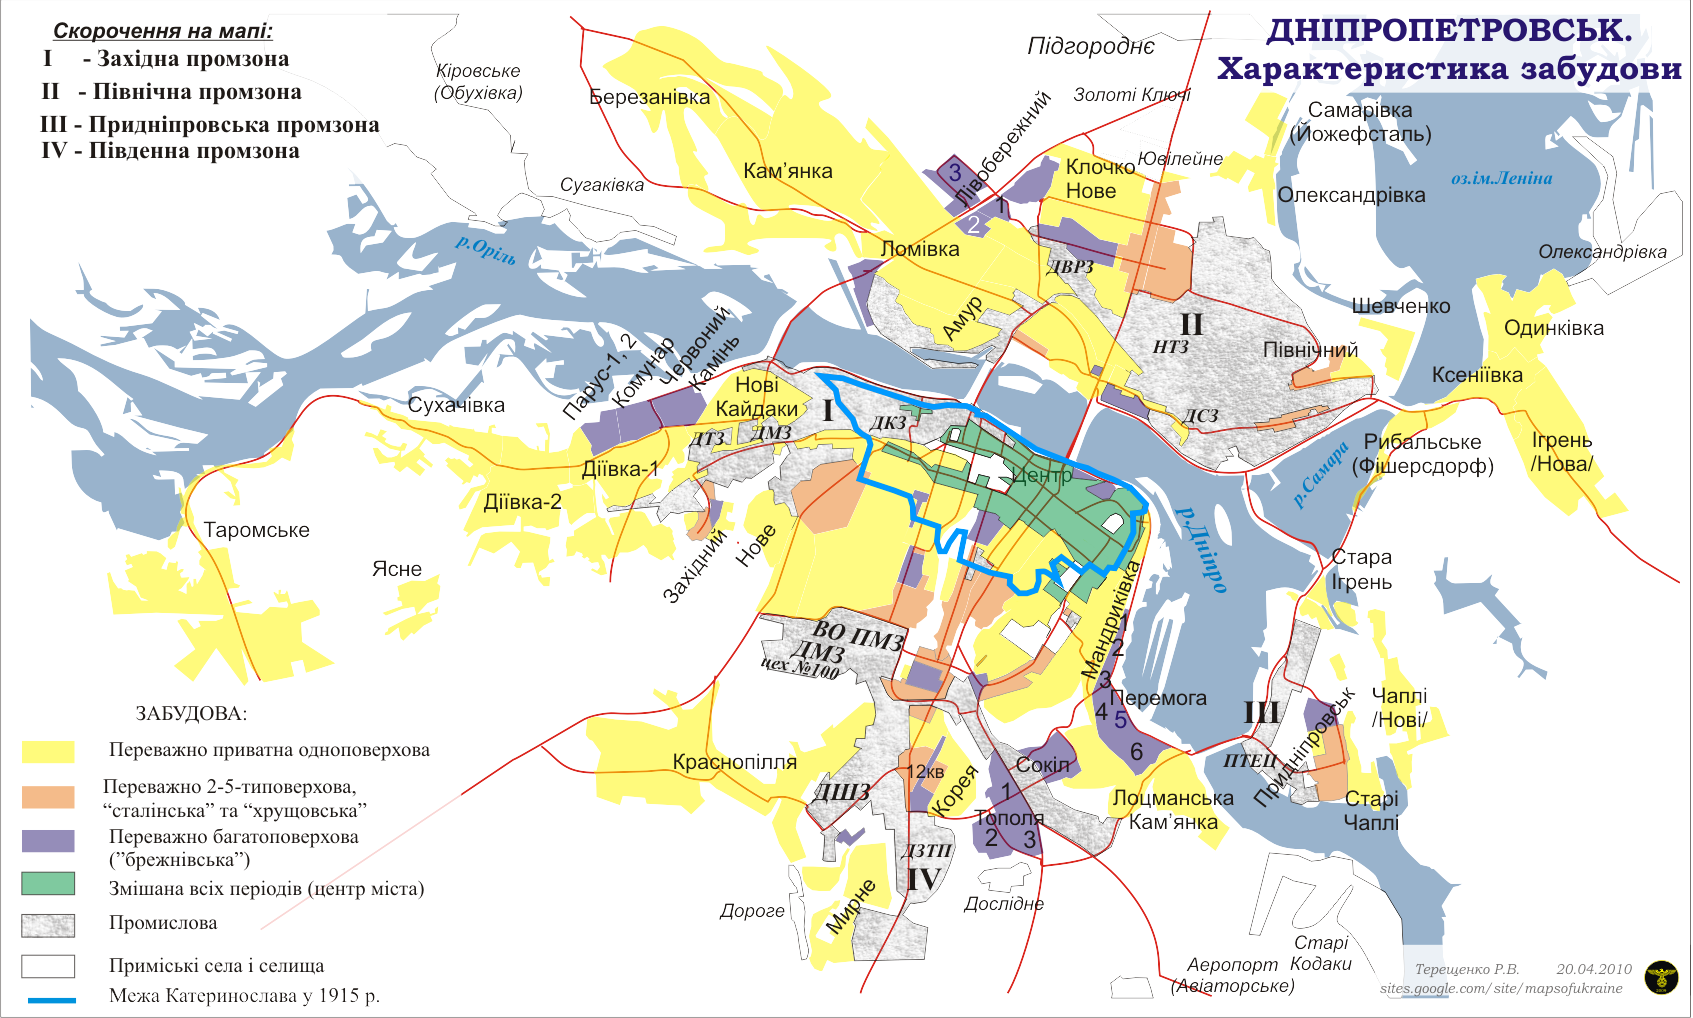 ДНІПРОПЕТРОВСЬК.
Характеристика забудови
Скорочення на мапі:
I - Західна промзона
II - Північна промзона
III - Придніпровська промзона
IV - Південна промзона
Кіровське
(Обухівка)
Підгороднє
Золоті Ключі
Березанівка
Кам’янка
Сугаківка
Лівобережний
3
2
1
Клочко
Нове
Ювілейне
Самарівка
(Йожефсталь)
Олександрівка
оз.ім.Леніна
Олександрівка
р.Оріль
Ломівка
ДВРЗ
Амур
II
НТЗ
Шевченко
Північний
Одинківка
Ксеніївка
Парус-1, 2
Комунар
Червоний
Камінь
Сухачівка
Нові
Кайдаки
I
ДКЗ
ДТЗ
ДМЗ
ДСЗ
Рибальське
(Фішерсдорф)
Ігрень
/Нова/
Діївка-1
Діївка-2
Центр
р.Самара
р.Дніпро
Таромське
Ясне
Західний
Нове
Стара
Ігрень
Мандриківка
ВО ПМЗ
ДМЗ
цех №100
1
2
3
4
5
6
Перемога
III
Придніпровськ
Чаплі
/Нові/
ПТЕЦ
Старі
Чаплі
Краснопілля
ДШЗ
12кв
Корея
Сокіл
1
Тополя
2
3
Лоцманська
Кам’янка
ДЗТП
IV
Мирне
Дороге
Дослідне
Аеропорт
(Авіаторське)
Старі
Кодаки
ЗАБУДОВА:
Переважно приватна одноповерхова
Переважно 2-5-типоверхова,
“сталінська” та “хрущовська”
Переважно багатоповерхова
(”брежнівська”)
Змішана всіх періодів (центр міста)
Промислова
Приміські села і селища
Межа Катеринослава у 1915 р.
Терещенко Р.В. 20.04.2010
sites.google.com/site/mapsofukraine